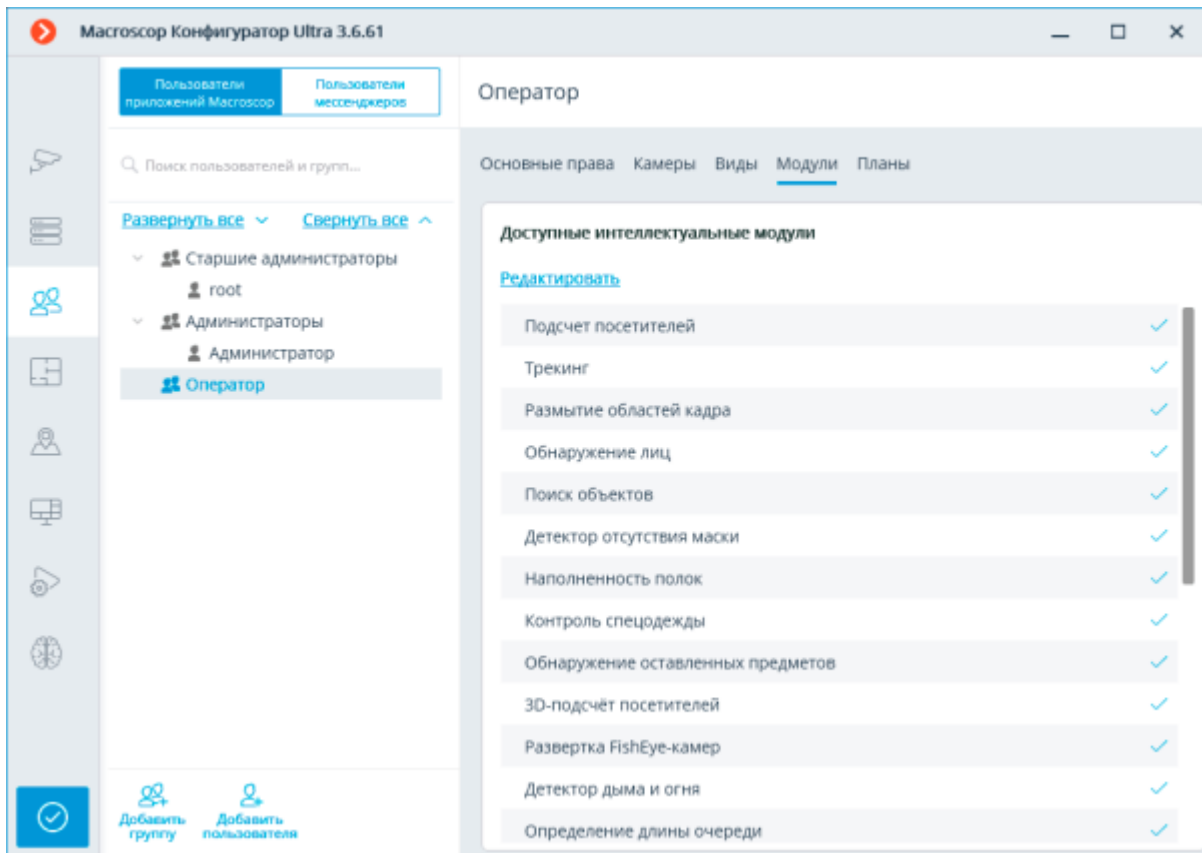 Macroscop Конфигуратор Ultra 3.6.61
Пользователи приложений Macroscop
Пользователи мессенджеров
Поиск пользователей и групп...
Развернуть все
Свернуть все
Старшие администраторы
root
Администраторы
Администратор
Оператор
Добавить группу
Добавить пользователя
Оператор
Основные права Камеры Виды Модули Планы
Доступные интеллектуальные модули
Редактировать
Подсчет посетителей
Трекинг
Размытие областей кадра
Обнаружение лиц
Поиск объектов
Детектор отсутствия маски
Наполненность полок
Контроль спецодежды
Обнаружение оставленных предметов
3D-подсчёт посетителей
Развертка FishEye-камер
Детектор дыма и огня
Определение длины очереди